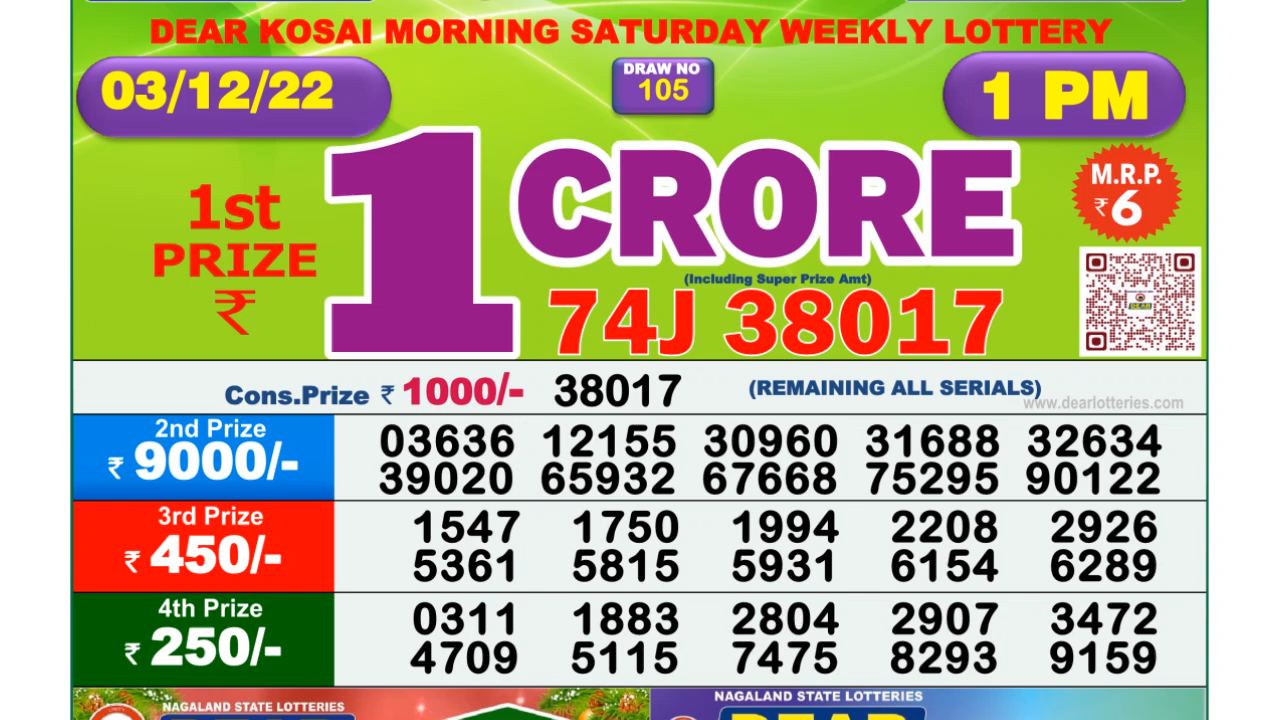 DEAR KOSAI MORNING SATURDAY WEEKLY LOTTERY
03/12/22
DRAW NO
105
1 PM
1st
PRIZE
₹
1 CRORE
M.R.P.
₹ 6
(Including Super Prize Amt)
74J 38017
Cons.Prize ₹ 1000/- 38017 (REMAINING ALL SERIALS)
www.dearlotteries.com
2nd Prize
₹ 9000/-
03636 12155 30960 31688 32634
39020 65932 67668 75295 90122
3rd Prize
₹ 450/-
1547 1750 1994 2208 2926
5361 5815 5931 6154 6289
4th Prize
₹ 250/-
0311 1883 2804 2907 3472
4709 5115 7475 8293 9159
NAGALAND STATE LOTTERIES
NAGALAND STATE LOTTERIES
DEAR